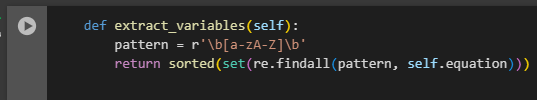 def extract_variables(self):
pattern = r'\b[a-zA-Z]\b'
return sorted(set(re.findall(pattern, self.equation)))